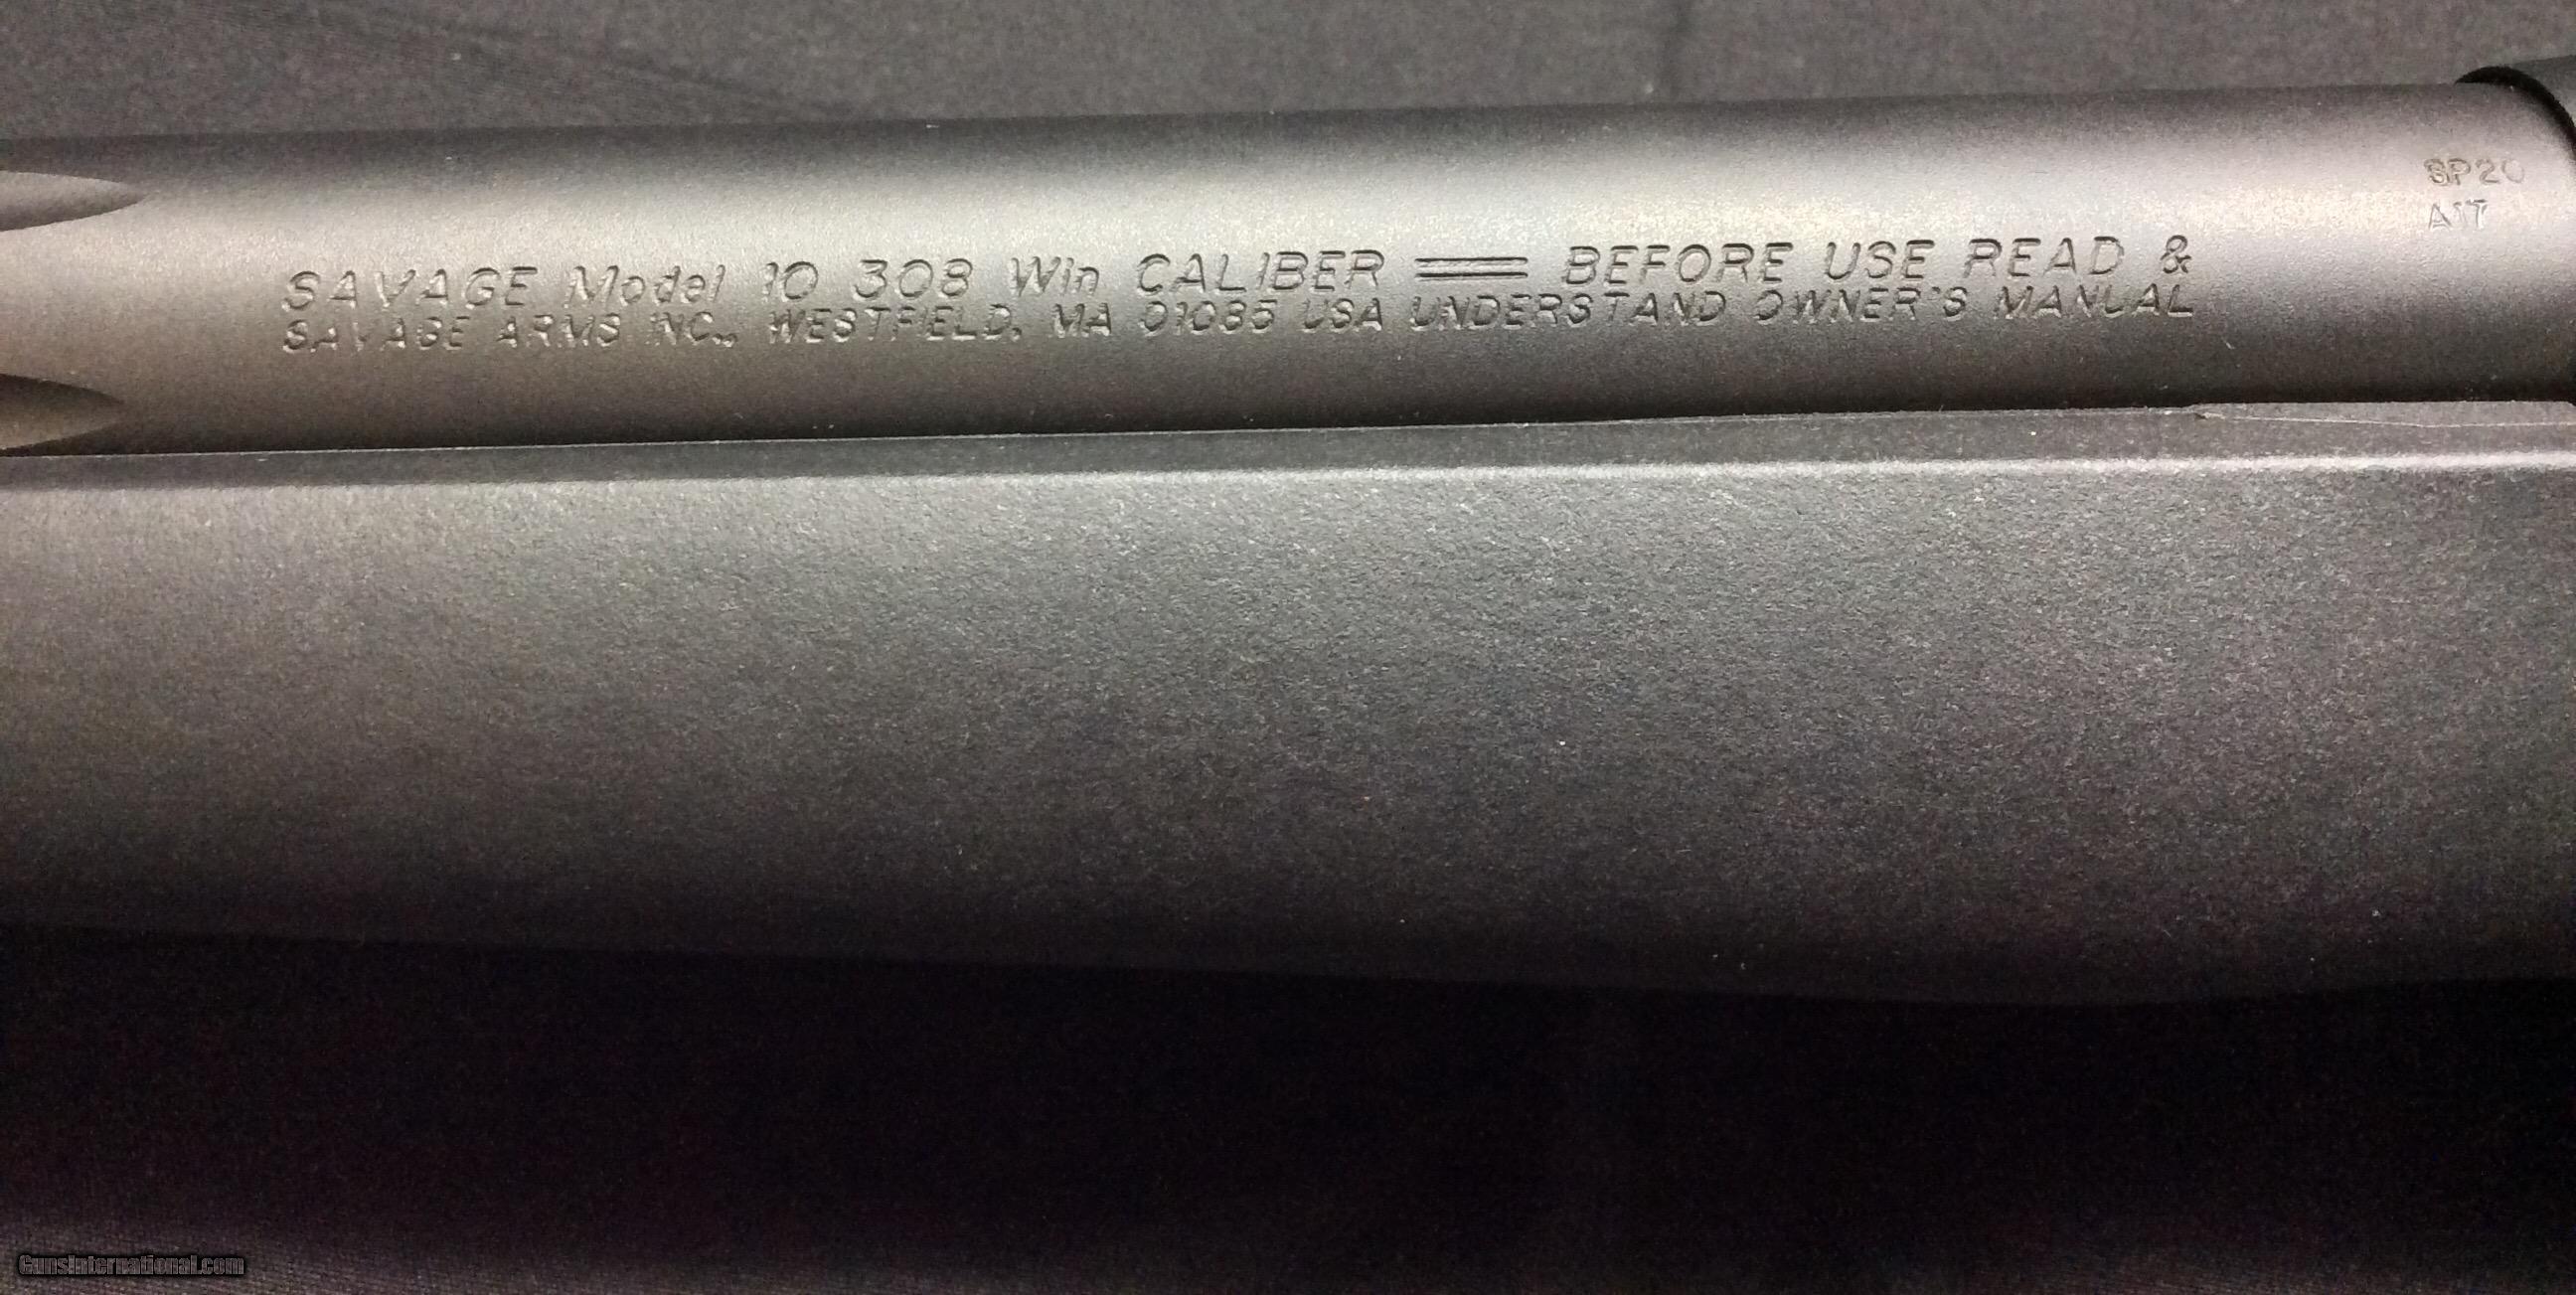 SAVAGE Model 10 308 Win CALIBER == BEFORE USE READ &
SAVAGE ARMS INC., WESTFIELD, MA 01085 USA UNDERSTAND OWNER'S MANUAL
SP20
GunsInternational.com